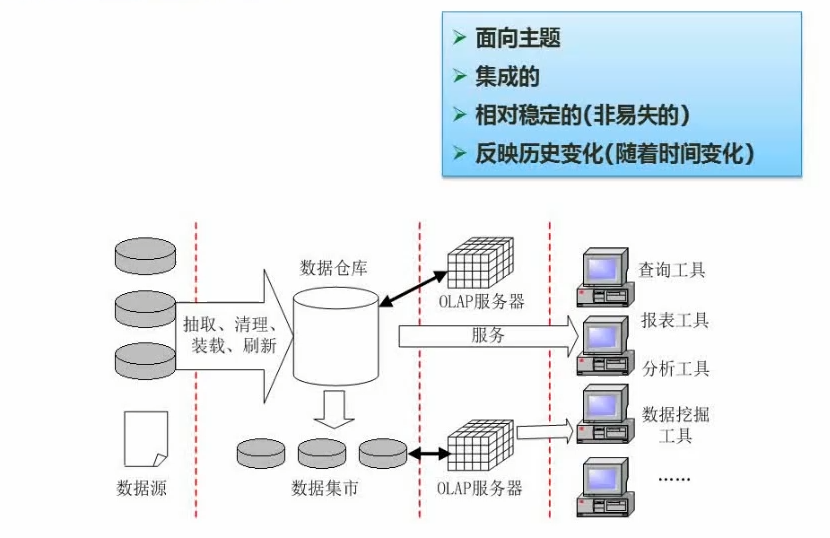 面向主题
集成的
相对稳定的(非易失的)
反映历史变化(随着时间变化)
数据仓库
OLAP服务器
查询工具
抽取、清理、
装载、刷新
服务
报表工具
分析工具
数据挖掘
工具
数据源
数据集市
OLAP服务器
……